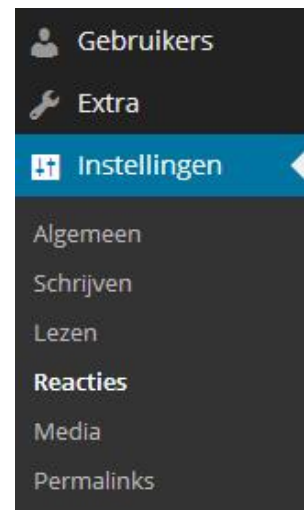 Gebruikers
Extra
Instellingen
Algemeen
Schrijven
Lezen
Reacties
Media
Permalinks